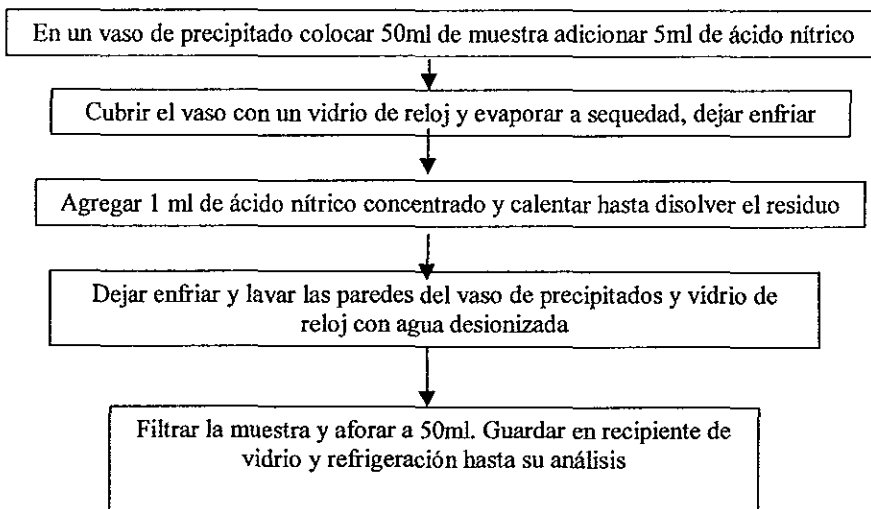 En un vaso de precipitado colocar 50ml de muestra adicionar 5ml de ácido nítrico
Cubrir el vaso con un vidrio de reloj y evaporar a sequedad, dejar enfriar
Agregar 1 ml de ácido nítrico concentrado y calentar hasta disolver el residuo
Dejar enfriar y lavar las paredes del vaso de precipitados y vidrio de
reloj con agua desionizada
Filtrar la muestra y aforar a 50ml. Guardar en recipiente de
vidrio y refrigeración hasta su análisis